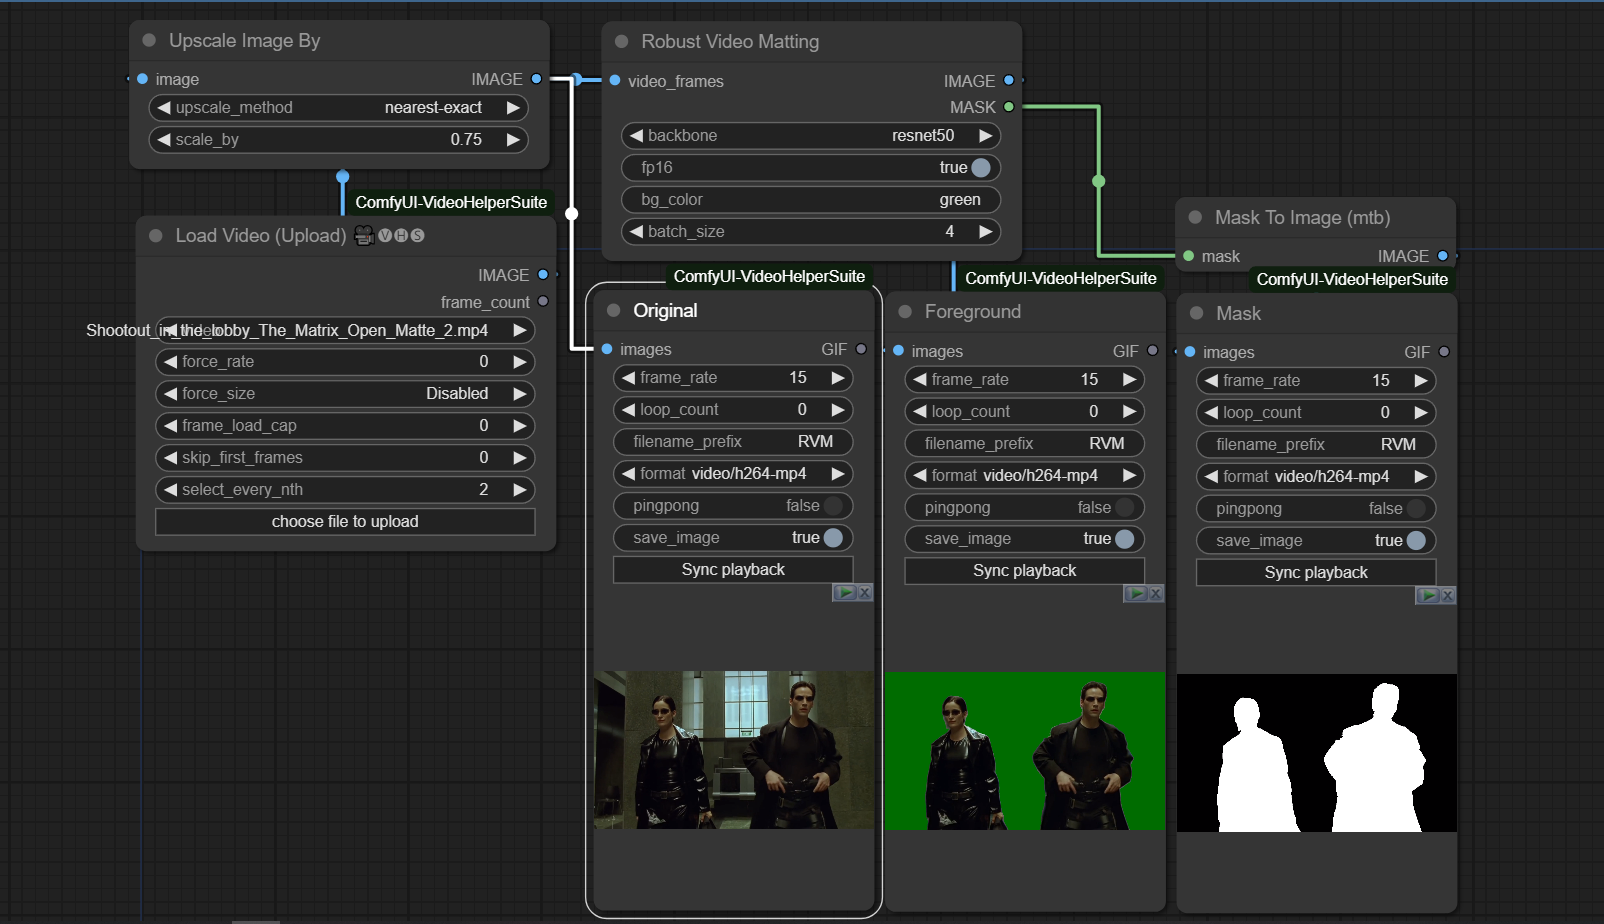 Upscale Image By
image IMAGE
upscale_method nearest-exact
scale_by 0.75
ComfyUI-VideoHelperSuite
Load Video (Upload) 🎥🅥🅗🅢
IMAGE
frame_count
Shootout_in_the_lobby_The_Matrix_Open_Matte_2.mp4
force_rate 0
force_size Disabled
frame_load_cap 0
skip_first_frames 0
select_every_nth 2
choose file to upload
Robust Video Matting
video_frames IMAGE
MASK
backbone resnet50
fp16 true
bg_color green
batch_size 4
Mask To Image (mtb)
mask IMAGE
ComfyUI-VideoHelperSuite
Original
images GIF
frame_rate 15
loop_count 0
filename_prefix RVM
format video/h264-mp4
pingpong false
save_image true
Sync playback
X
ComfyUI-VideoHelperSuite
Foreground
images GIF
frame_rate 15
loop_count 0
filename_prefix RVM
format video/h264-mp4
pingpong false
save_image true
Sync playback
X
ComfyUI-VideoHelperSuite
Mask
images GIF
frame_rate 15
loop_count 0
filename_prefix RVM
format video/h264-mp4
pingpong false
save_image true
Sync playback
X